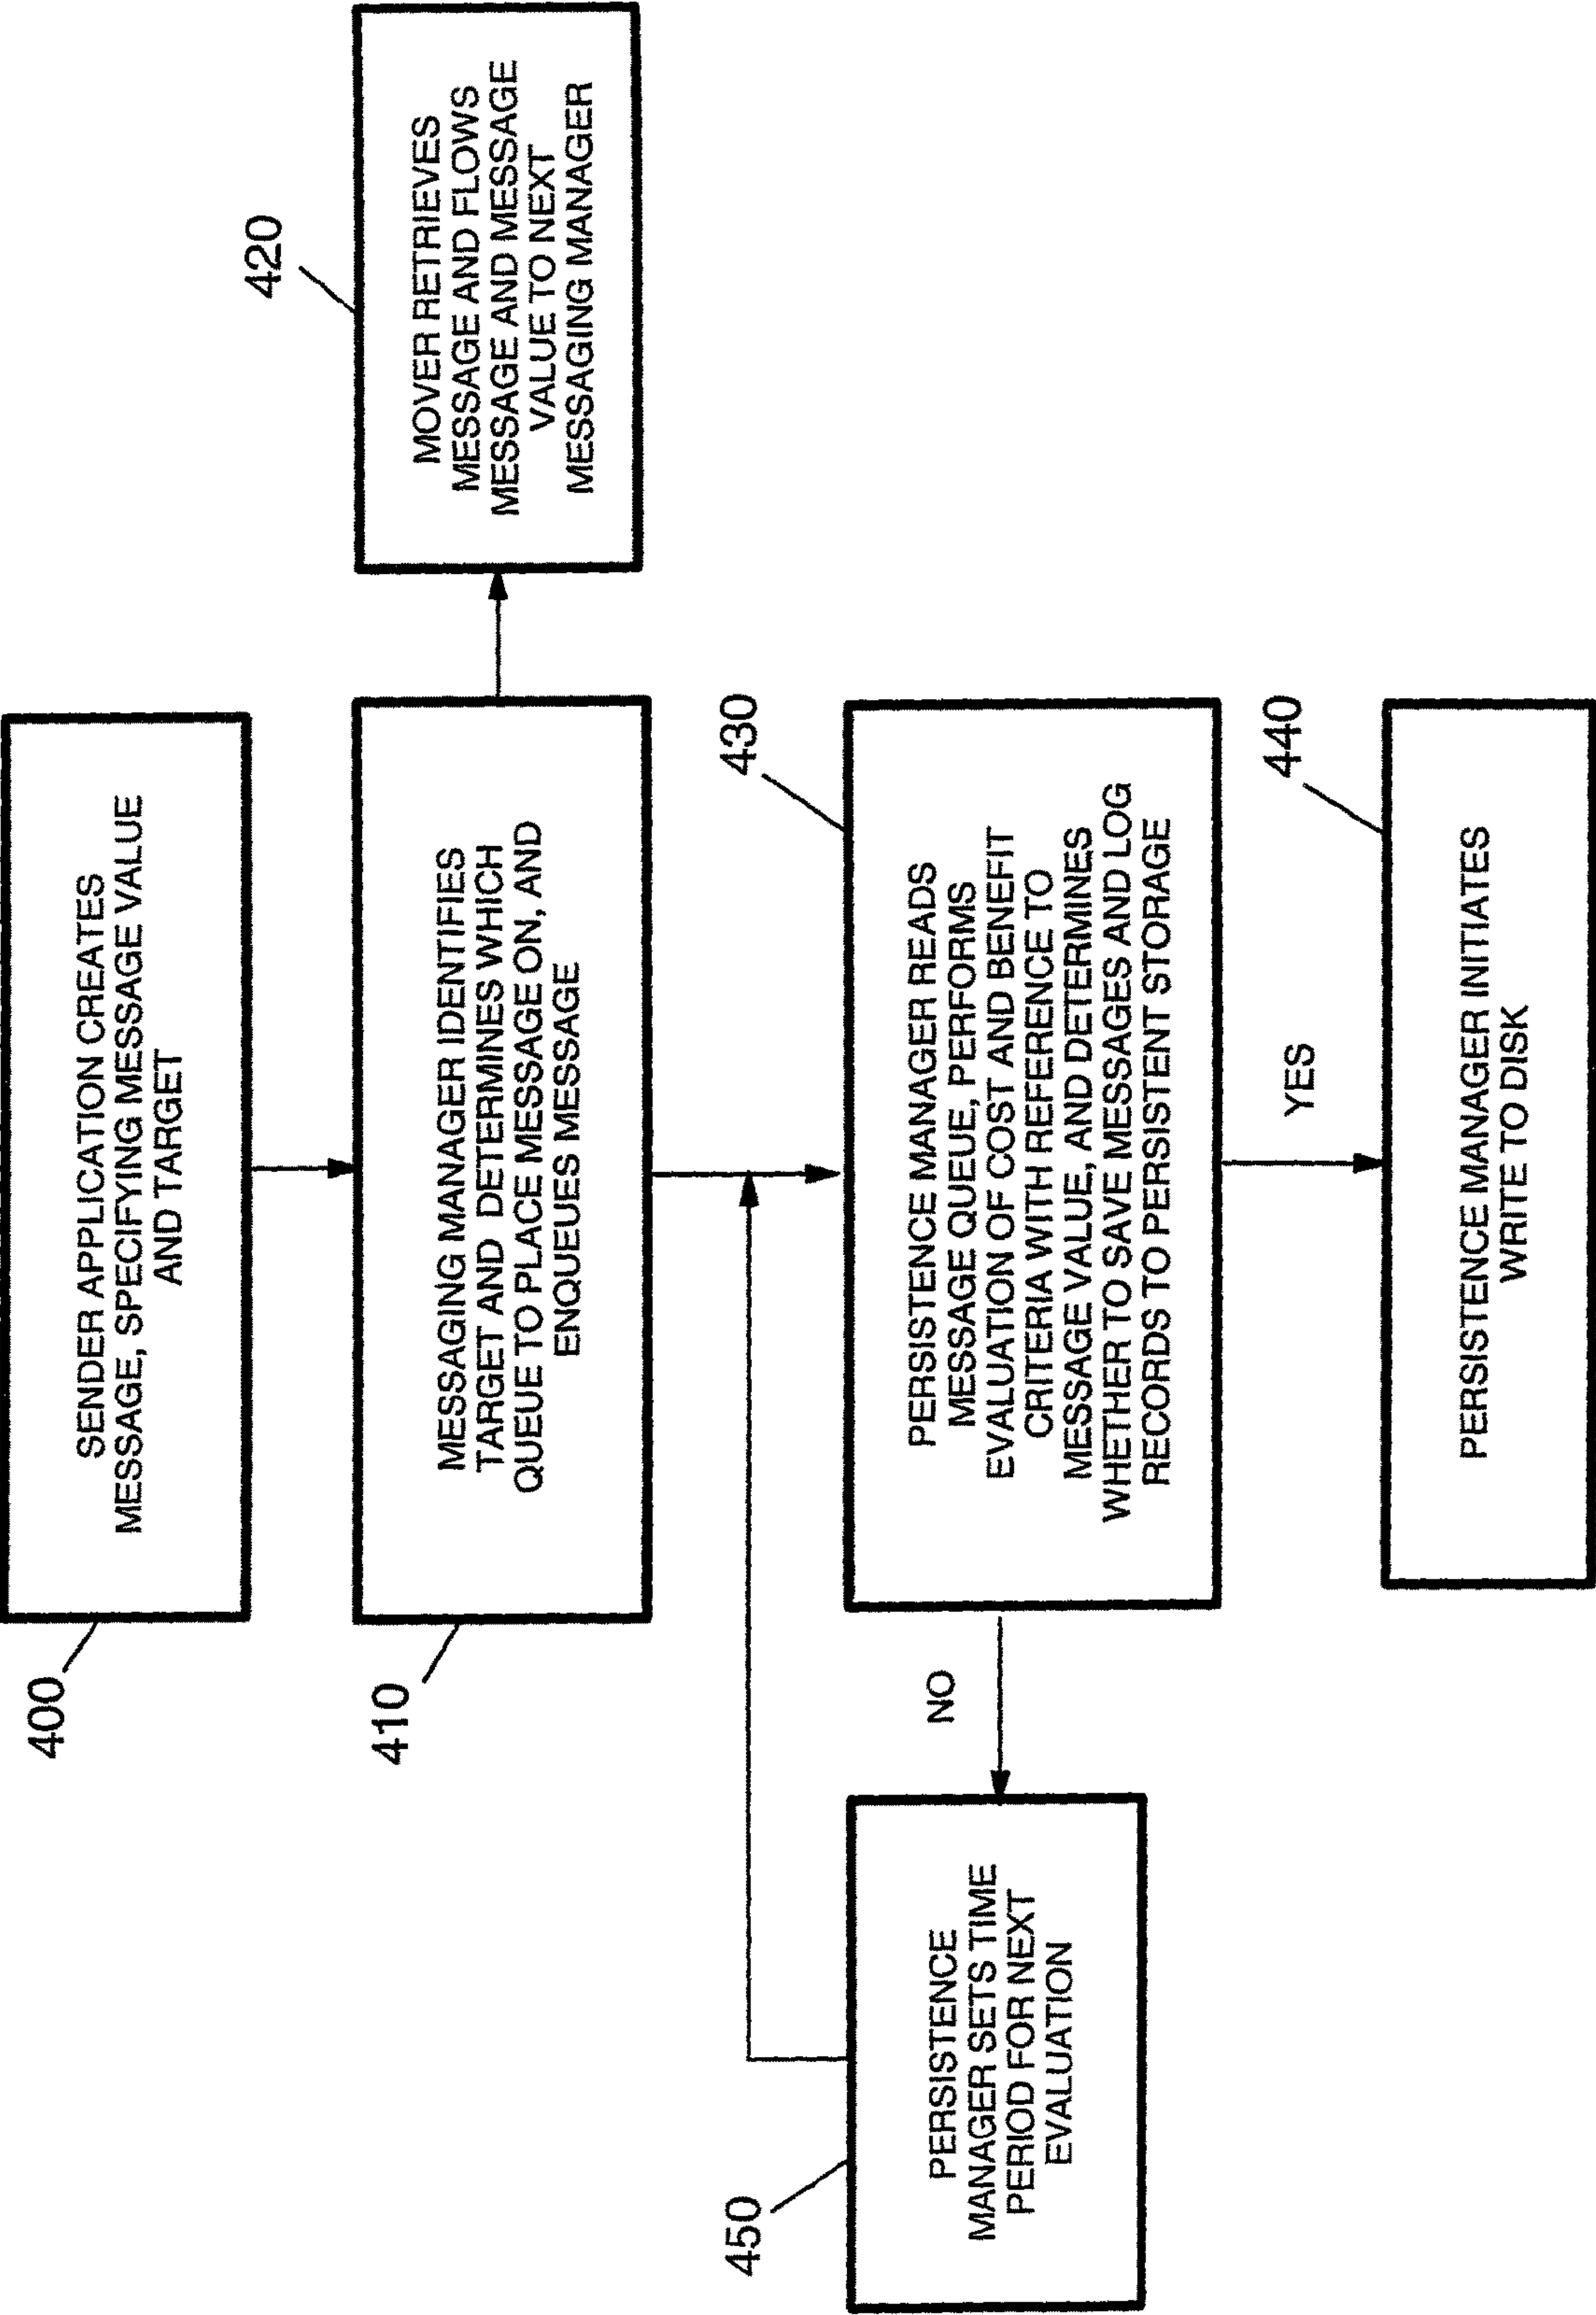 400
SENDER APPLICATION CREATES
MESSAGE, SPECIFYING MESSAGE VALUE
AND TARGET
410
MESSAGING MANAGER IDENTIFIES
TARGET AND DETERMINES WHICH
QUEUE TO PLACE MESSAGE ON, AND
ENQUEUES MESSAGE
420
MOVER RETRIEVES
MESSAGE AND FLOWS
MESSAGE AND MESSAGE
VALUE TO NEXT
MESSAGING MANAGER
430
PERSISTENCE MANAGER READS
MESSAGE QUEUE, PERFORMS
EVALUATION OF COST AND BENEFIT
CRITERIA WITH REFERENCE TO
MESSAGE VALUE, AND DETERMINES
WHETHER TO SAVE MESSAGES AND LOG
RECORDS TO PERSISTENT STORAGE
NO
450
PERSISTENCE
MANAGER SETS TIME
PERIOD FOR NEXT
EVALUATION
YES
440
PERSISTENCE MANAGER INITIATES
WRITE TO DISK